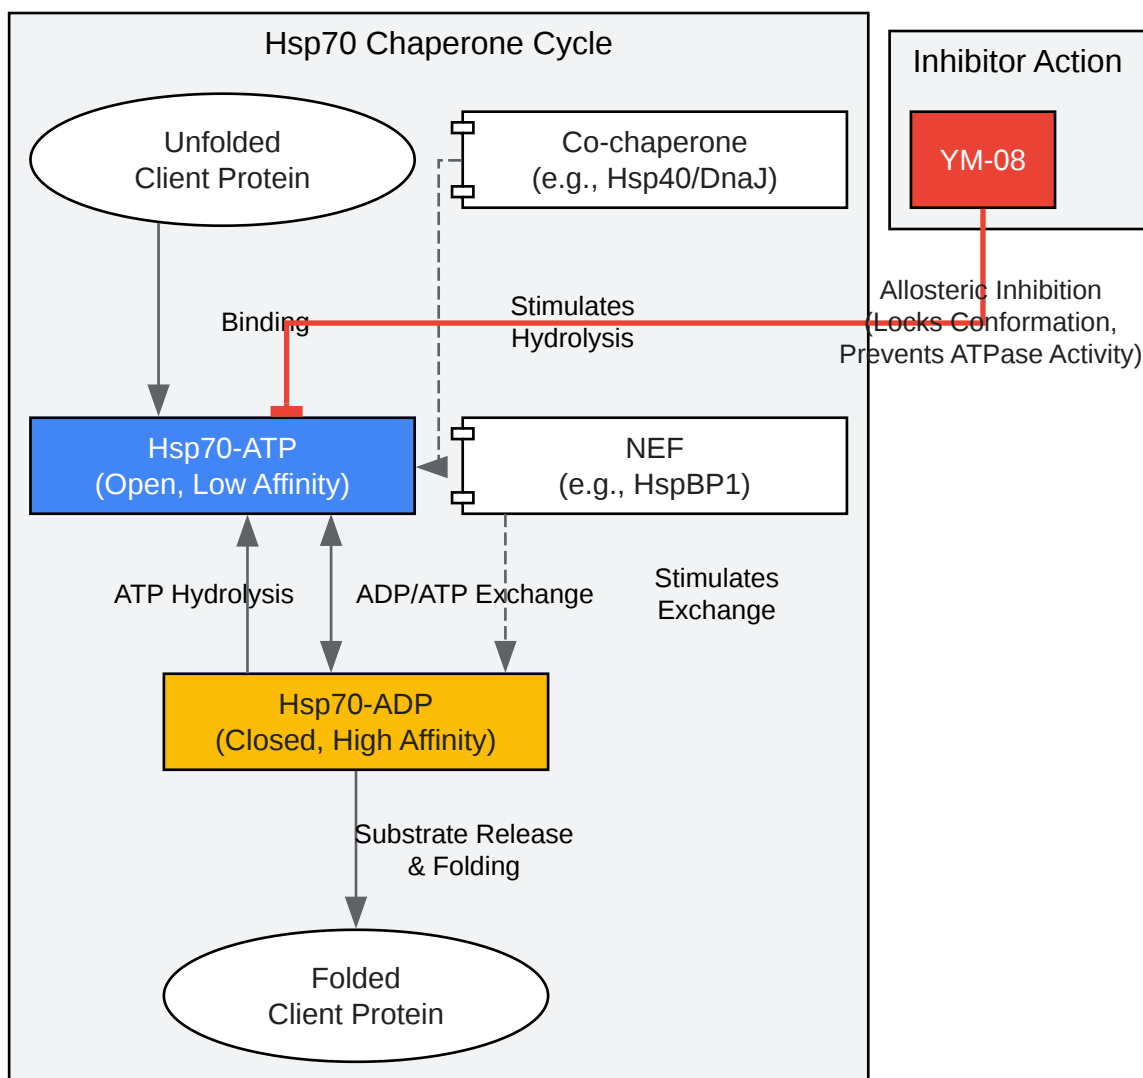 Hsp70 Chaperone Cycle
Inhibitor Action
Unfolded
Client Protein
Co-chaperone
(e.g., Hsp40/DnaJ)
YM-08
Binding
Stimulates
Hydrolysis
Allosteric Inhibition
(Locks Conformation,
Prevents ATPase Activity)
Hsp70-ATP
(Open, Low Affinity)
NEF
(e.g., HspBP1)
ATP Hydrolysis
ADP/ATP Exchange
Stimulates
Exchange
Hsp70-ADP
(Closed, High Affinity)
Substrate Release
& Folding
Folded
Client Protein